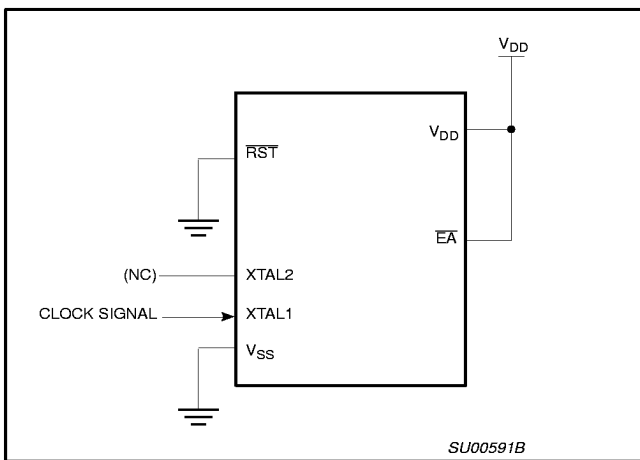 VDD
VDD
RST
EA
(NC) XTAL2
CLOCK SIGNAL XTAL1
VSS
SU00591B